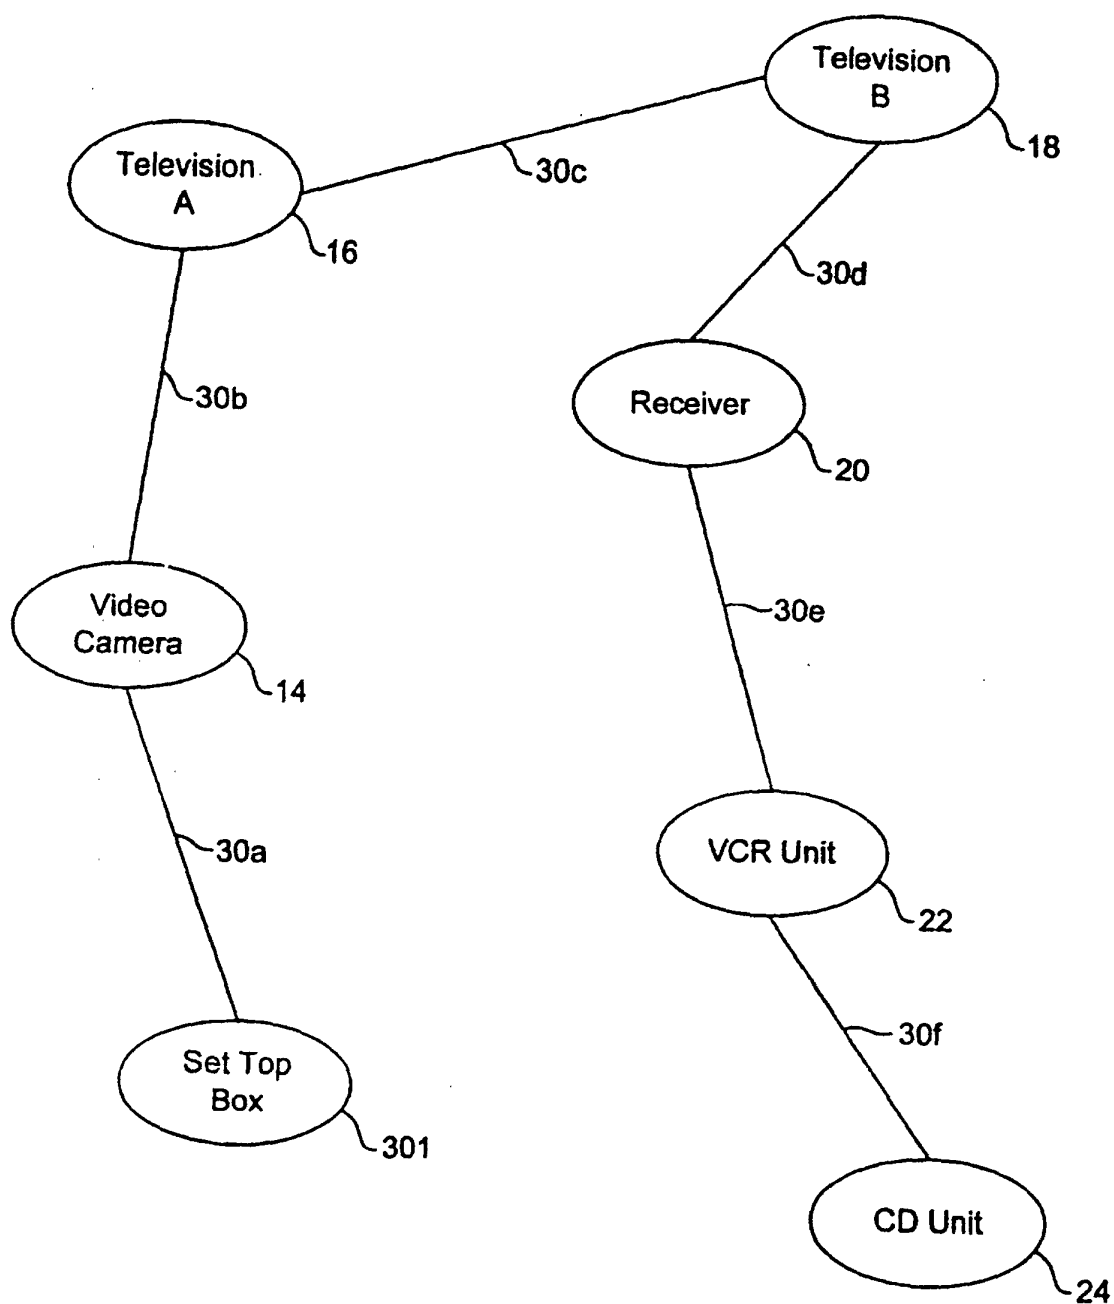 Television
B
18
30c
Television
A
16
30d
30b
Receiver
20
Video
Camera
14
30e
30a
VCR Unit
22
30f
Set Top
Box
301
CD Unit
24